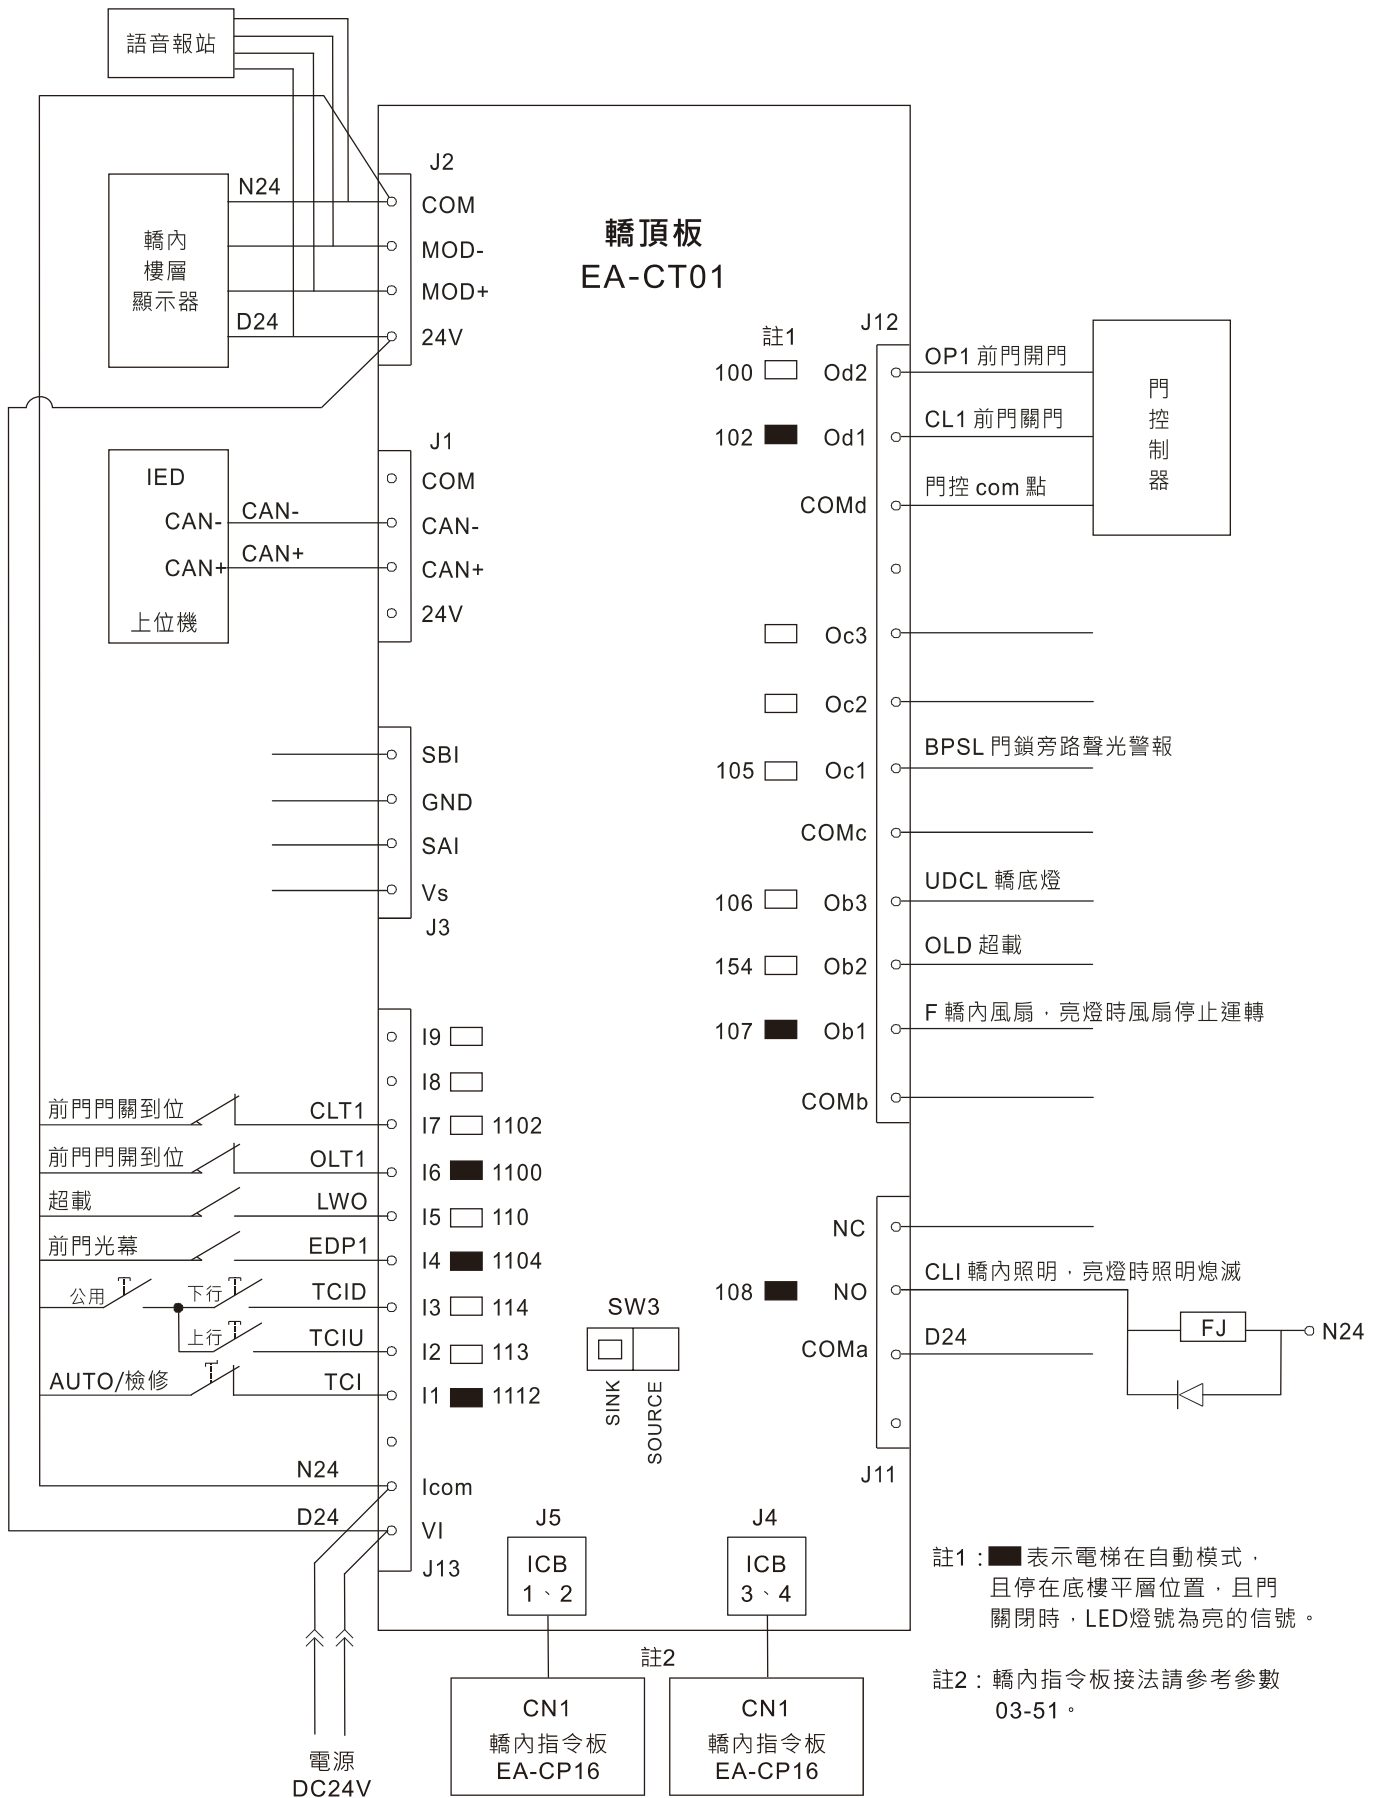 語音報站
J2
N24
COM
轎內
樓層
顯示器
MOD-
MOD+
D24
24V
轎頂板
EA-CT01
J1
IED
COM
CAN-
CAN-
CAN-
CAN+
CAN+
CAN+
上位機
24V
SBI
GND
SAI
Vs
J3
I9
I8
前門門關到位
CLT1
I7
1102
前門門開到位
OLT1
I6
1100
超載
LWO
I5
110
前門光幕
EDP1
I4
1104
公用
下行
TCID
I3
114
上行
TCIU
I2
113
AUTO/檢修
TCI
I1
1112
N24
Icom
D24
VI
J13
電源
DC24V
註1
J12
100
Od2
OP1 前門開門
102
Od1
CL1 前門關門
COMd
門控 com 點
門
控
制
器
Oc3
Oc2
105
Oc1
BPSL 門鎖旁路聲光警報
COMc
106
Ob3
UDCL 轎底燈
154
Ob2
OLD 超載
107
Ob1
F 轎內風扇，亮燈時風扇停止運轉
COMb
NC
108
NO
CLI 轎內照明，亮燈時照明熄滅
COMa
D24
FJ
N24
J11
SW3
SINK
SOURCE
J5
ICB
1、2
J4
ICB
3、4
註2
CN1
轎內指令板
EA-CP16
CN1
轎內指令板
EA-CP16
註1：表示電梯在自動模式，
且停在底樓平層位置，且門
關閉時，LED燈號為亮的信號。
註2：轎內指令板接法請參考參數
03-51。